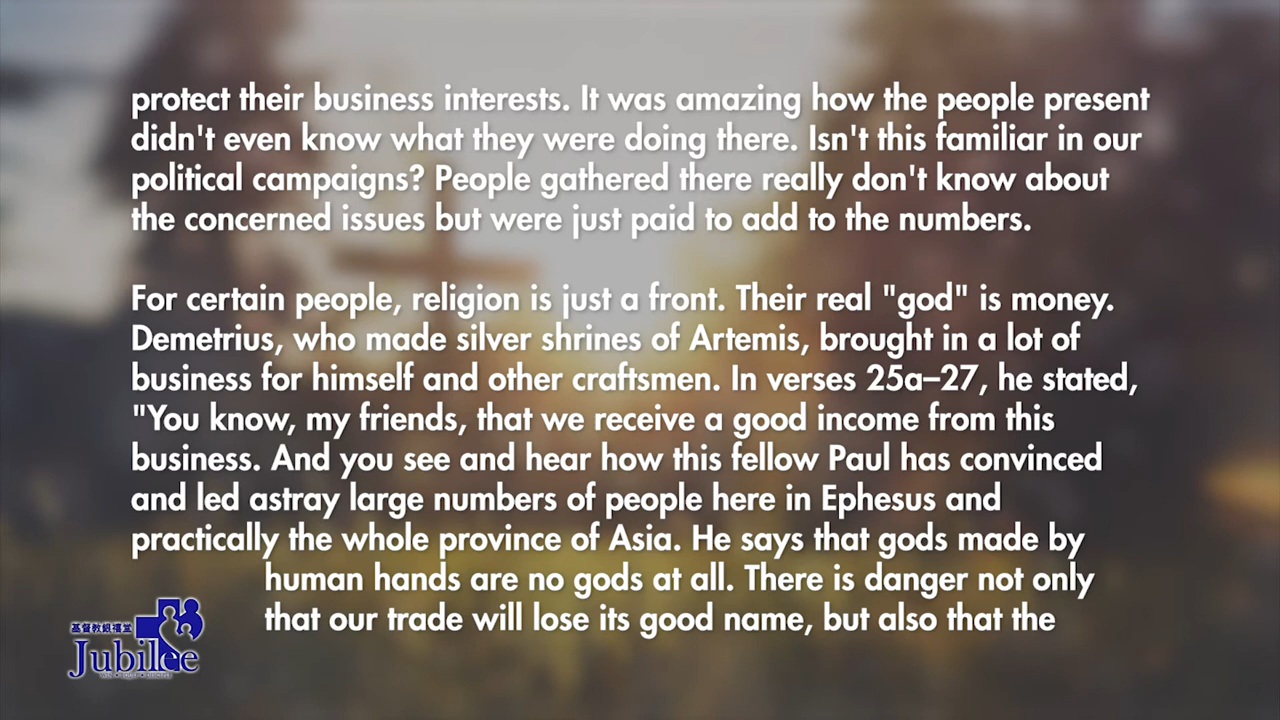 protect their business interests. It was amazing how the people present
didn't even know what they were doing there. Isn't this familiar in our
political campaigns? People gathered there really don't know about
the concerned issues but were just paid to add to the numbers.
For certain people, religion is just a front. Their real "god" is money.
Demetrius, who made silver shrines of Artemis, brought in a lot of
business for himself and other craftsmen. In verses 25a–27, he stated,
"You know, my friends, that we receive a good income from this
business. And you see and hear how this fellow Paul has convinced
and led astray large numbers of people here in Ephesus and
practically the whole province of Asia. He says that gods made by
human hands are no gods at all. There is danger not only
that our trade will lose its good name, but also that the
基督教銀禧堂
Jubilee